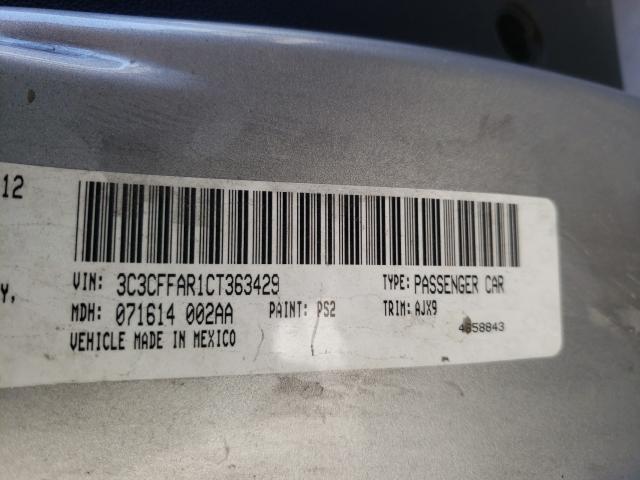 12
Y,
VIN: 3C3CFFAR1CT363429 TYPE: PASSENGER CAR
MDH: 071614 002AA PAINT: PS2 TRIM: AJX9
VEHICLE MADE IN MEXICO
4658843